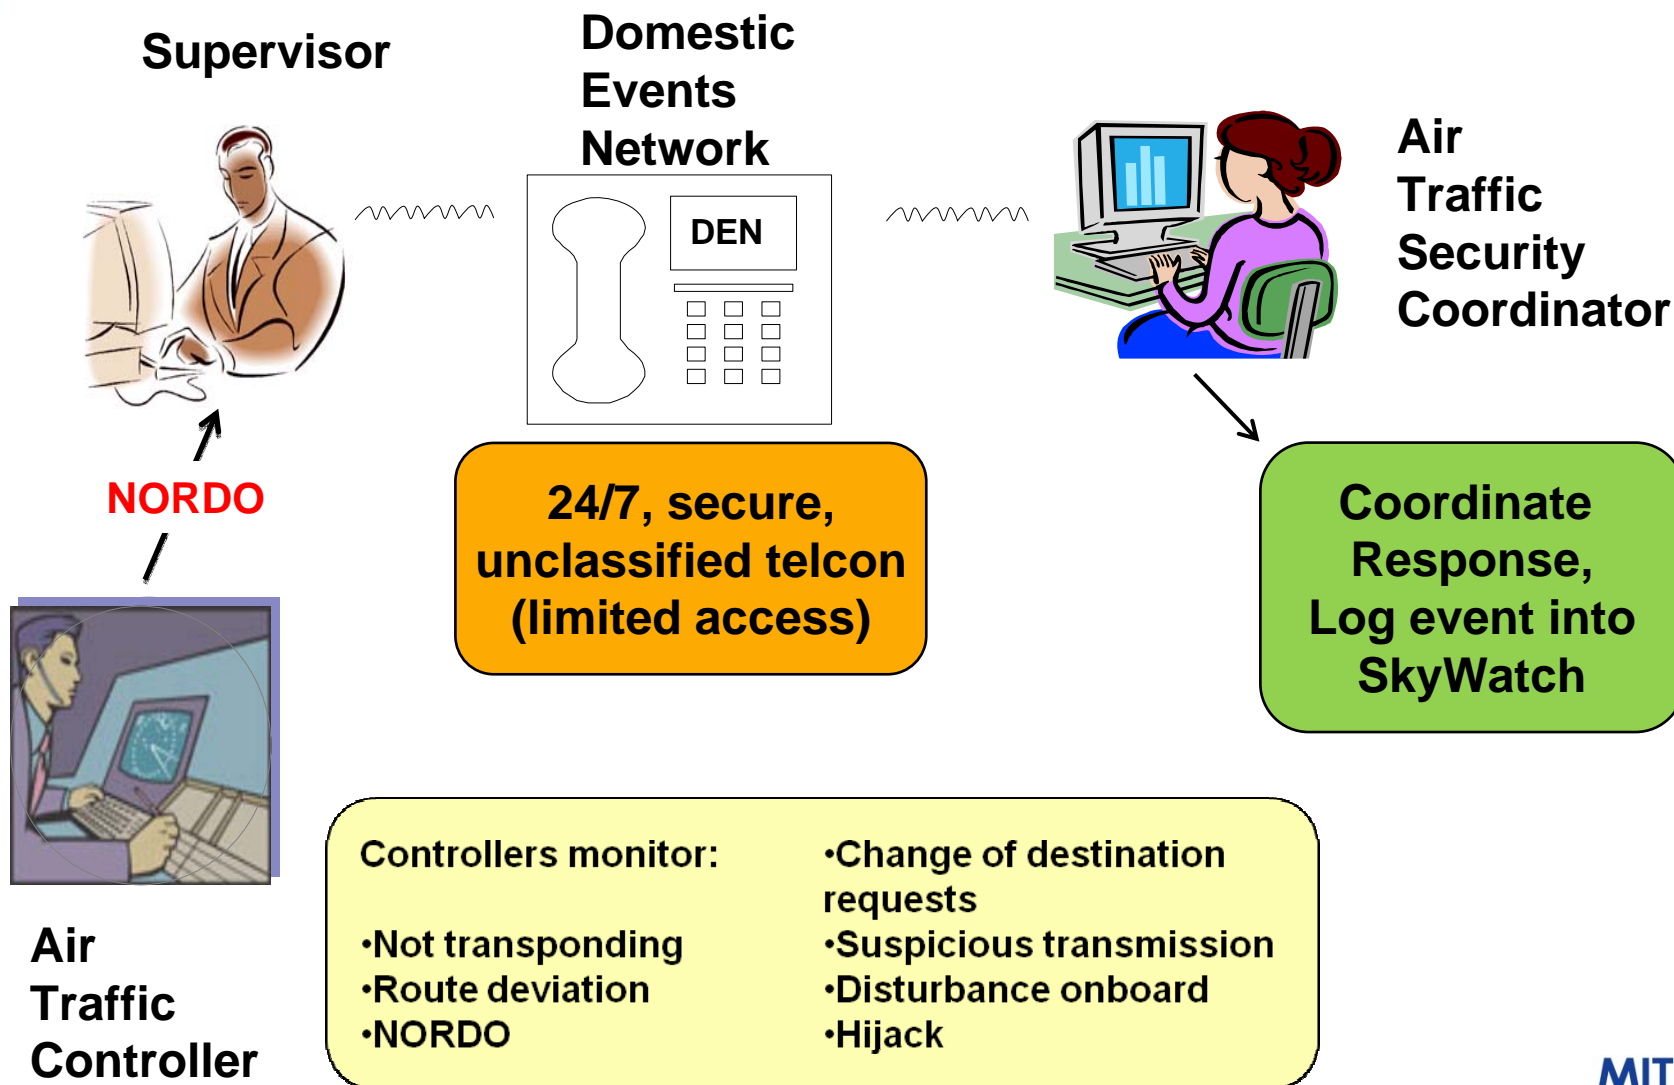 Supervisor
Domestic
Events
Network
DEN
Air
Traffic
Security
Coordinator
NORDO
24/7, secure,
unclassified telcon
(limited access)
Coordinate
Response,
Log event into
SkyWatch
Air
Traffic
Controller
Controllers monitor:
•Not transponding
•Route deviation
•NORDO
•Change of destination
requests
•Suspicious transmission
•Disturbance onboard
•Hijack
MIT